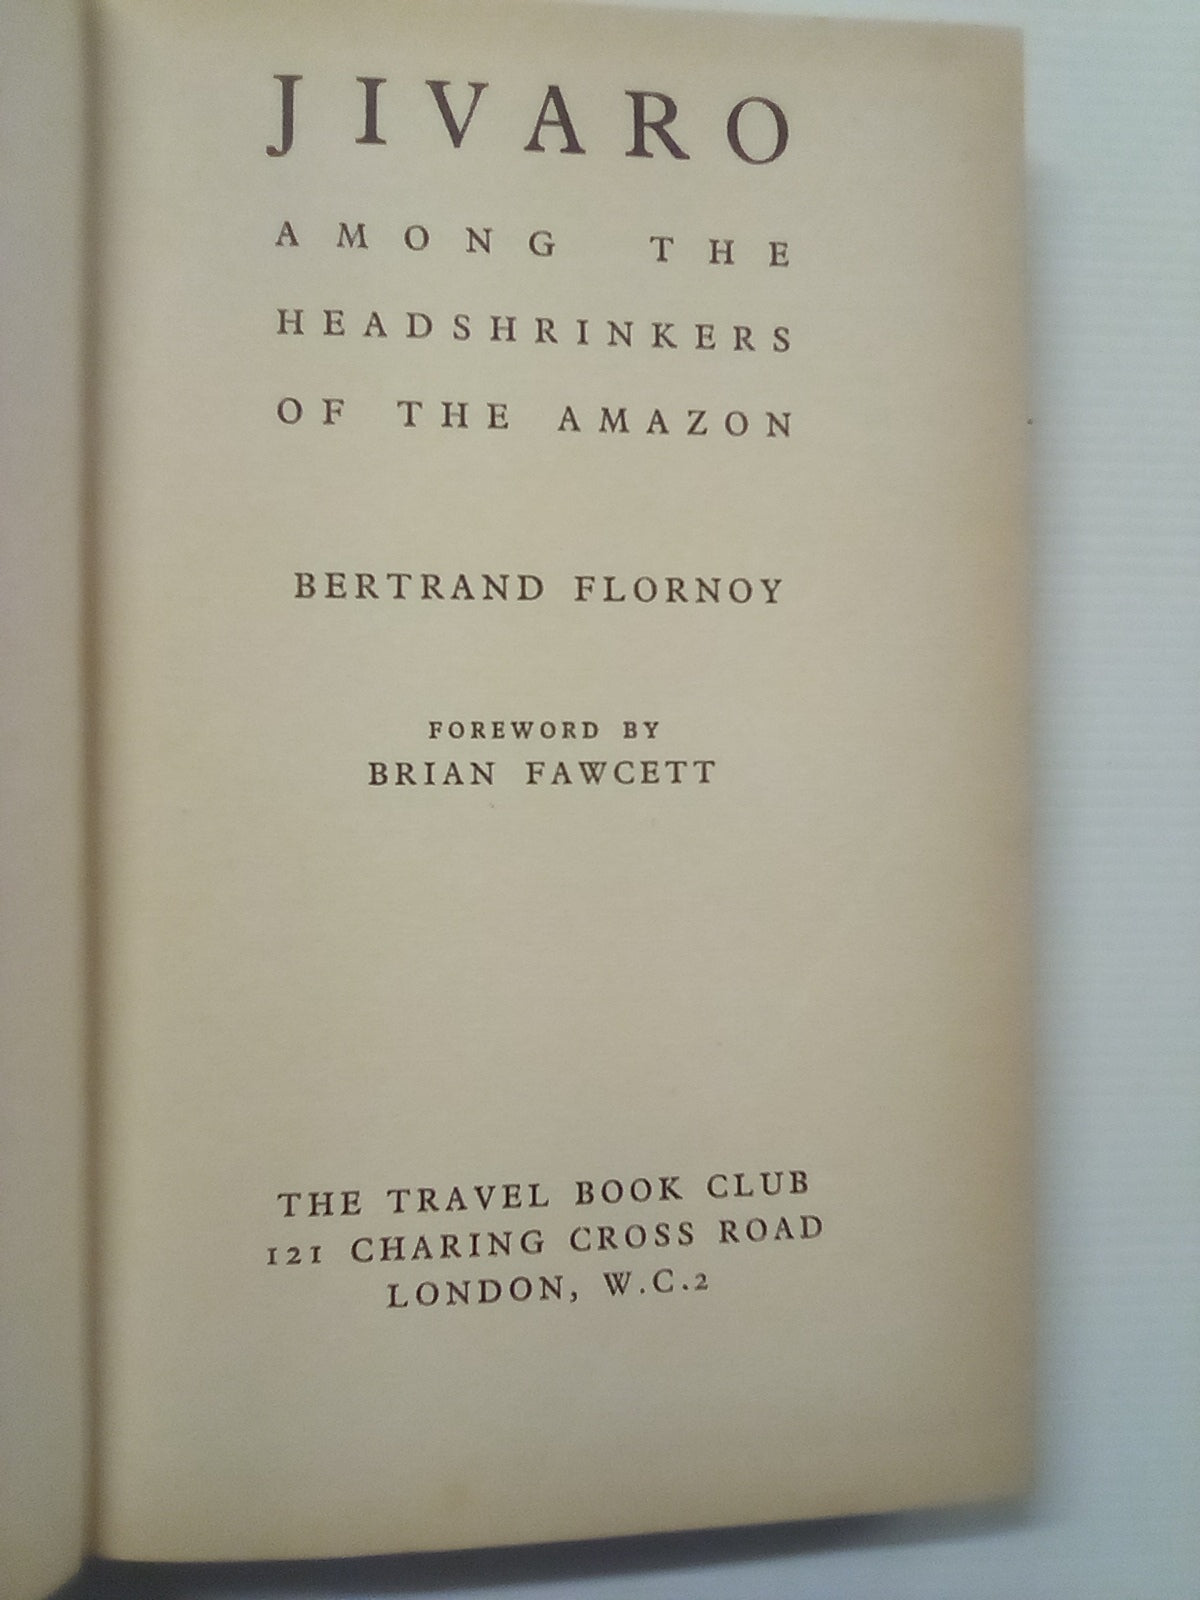 JIVARO
AMONG THE
HEADSHRINKERS
OF THE AMAZON
BERTRAND FLORNOY
FOREWORD BY
BRIAN FAWCETT
THE TRAVEL BOOK CLUB
121 CHARING CROSS ROAD
LONDON, W.C.2